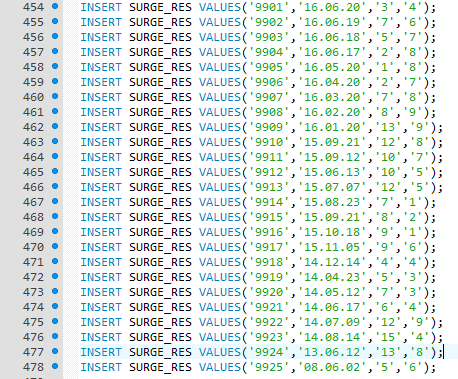 454 INSERT SURGE_RES VALUES('9901','16.06.20','3','4');
455 INSERT SURGE_RES VALUES('9902','16.06.19','7','6');
456 INSERT SURGE_RES VALUES('9903','16.06.18','5','7');
457 INSERT SURGE_RES VALUES('9904','16.06.17','2','8');
458 INSERT SURGE_RES VALUES('9905','16.05.20','1','8');
459 INSERT SURGE_RES VALUES('9906','16.04.20','2','7');
460 INSERT SURGE_RES VALUES('9907','16.03.20','7','8');
461 INSERT SURGE_RES VALUES('9908','16.02.20','8','9');
462 INSERT SURGE_RES VALUES('9909','16.01.20','13','9');
463 INSERT SURGE_RES VALUES('9910','15.09.21','12','8');
464 INSERT SURGE_RES VALUES('9911','15.09.12','10','7');
465 INSERT SURGE_RES VALUES('9912','15.06.13','10','5');
466 INSERT SURGE_RES VALUES('9913','15.07.07','12','5');
467 INSERT SURGE_RES VALUES('9914','15.08.23','7','1');
468 INSERT SURGE_RES VALUES('9915','15.09.21','8','2');
469 INSERT SURGE_RES VALUES('9916','15.10.18','9','1');
470 INSERT SURGE_RES VALUES('9917','15.11.05','9','6');
471 INSERT SURGE_RES VALUES('9918','14.12.14','4','4');
472 INSERT SURGE_RES VALUES('9919','14.04.23','5','3');
473 INSERT SURGE_RES VALUES('9920','14.05.12','7','3');
474 INSERT SURGE_RES VALUES('9921','14.06.17','6','4');
475 INSERT SURGE_RES VALUES('9922','14.07.09','12','9');
476 INSERT SURGE_RES VALUES('9923','14.08.14','15','4');
477 INSERT SURGE_RES VALUES('9924','13.06.12','13','8');
478 INSERT SURGE_RES VALUES('9925','08.06.02','5','6');